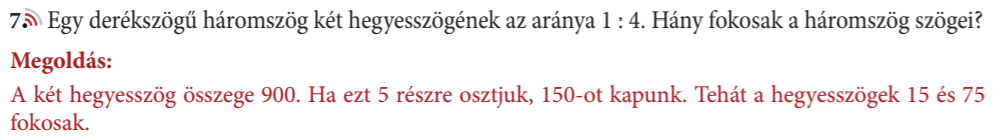 7. Egy derékszögű háromszög két hegyesszögének az aránya 1 : 4. Hány fokosak a háromszög szögei?
Megoldás:
A két hegyesszög összege 900. Ha ezt 5 részre osztjuk, 150-ot kapunk. Tehát a hegyesszögek 15 és 75
fokosak.